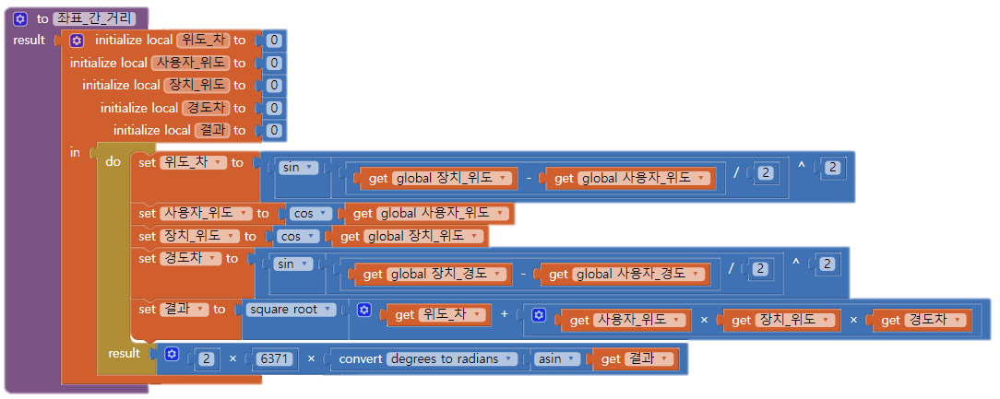 to 좌표_간_거리
result initialize local 위도_차 to 0
initialize local 사용자_위도 to 0
initialize local 장치_위도 to 0
initialize local 경도차 to 0
initialize local 결과 to 0
in do set 위도_차 to sin get global 장치_위도 - get global 사용자_위도 / 2 ^ 2
set 사용자_위도 to cos get global 사용자_위도
set 장치_위도 to cos get global 장치_위도
set 경도차 to sin get global 장치_경도 - get global 사용자_경도 / 2 ^ 2
set 결과 to square root get 위도_차 + get 사용자_위도 × get 장치_위도 × get 경도차
result 2 × 6371 × convert degrees to radians asin get 결과